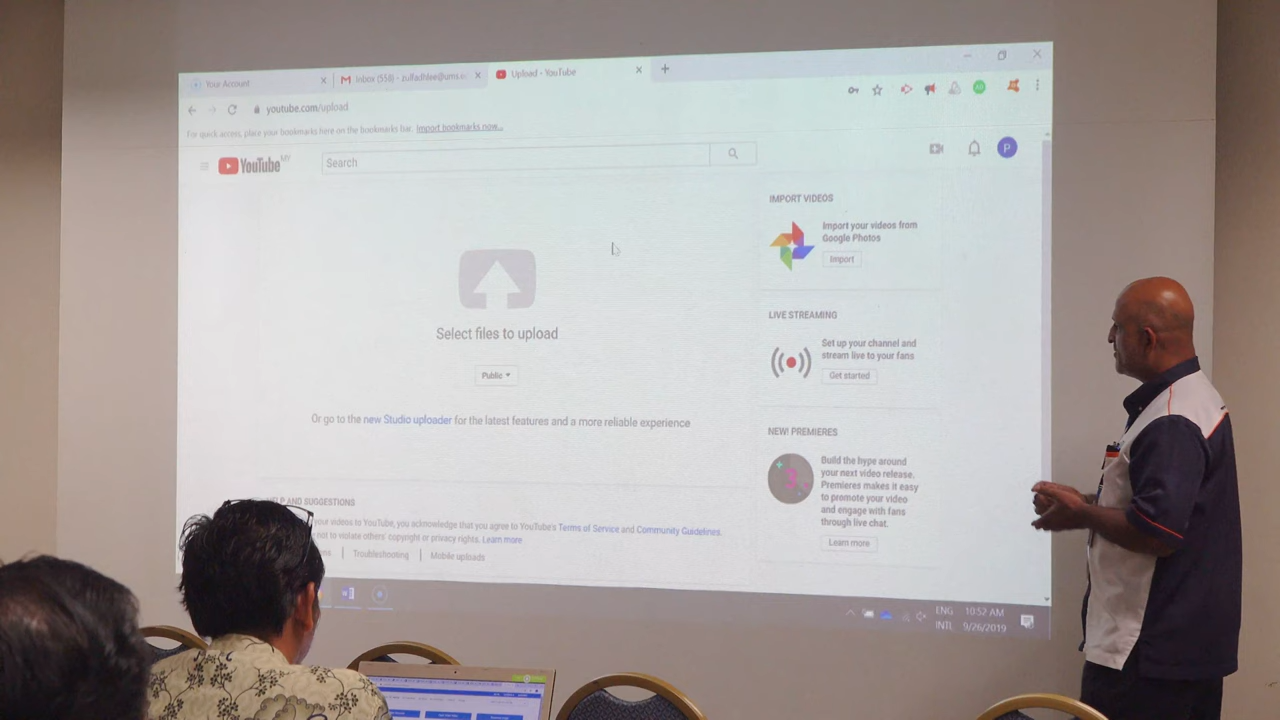 Your Account
Inbox (558) - zulfadhlee@ums.e
Upload - YouTube
youtube.com/upload
For quick access, place your bookmarks here on the bookmarks bar. Import bookmarks now...
YouTube MY
Search
P
IMPORT VIDEOS
Import your videos from
Google Photos
Import
Select files to upload
Public
Or go to the new Studio uploader for the latest features and a more reliable experience
LIVE STREAMING
Set up your channel and
stream live to your fans
Get started
NEW! PREMIERES
Build the hype around
your next video release.
Premieres makes it easy
to promote your video
and engage with fans
through live chat.
Learn more
HELP AND SUGGESTIONS
your videos to YouTube, you acknowledge that you agree to YouTube's Terms of Service and Community Guidelines.
not to violate others' copyright or privacy rights. Learn more
Troubleshooting
Mobile uploads
ENG 10:52 AM
INTL 9/26/2019